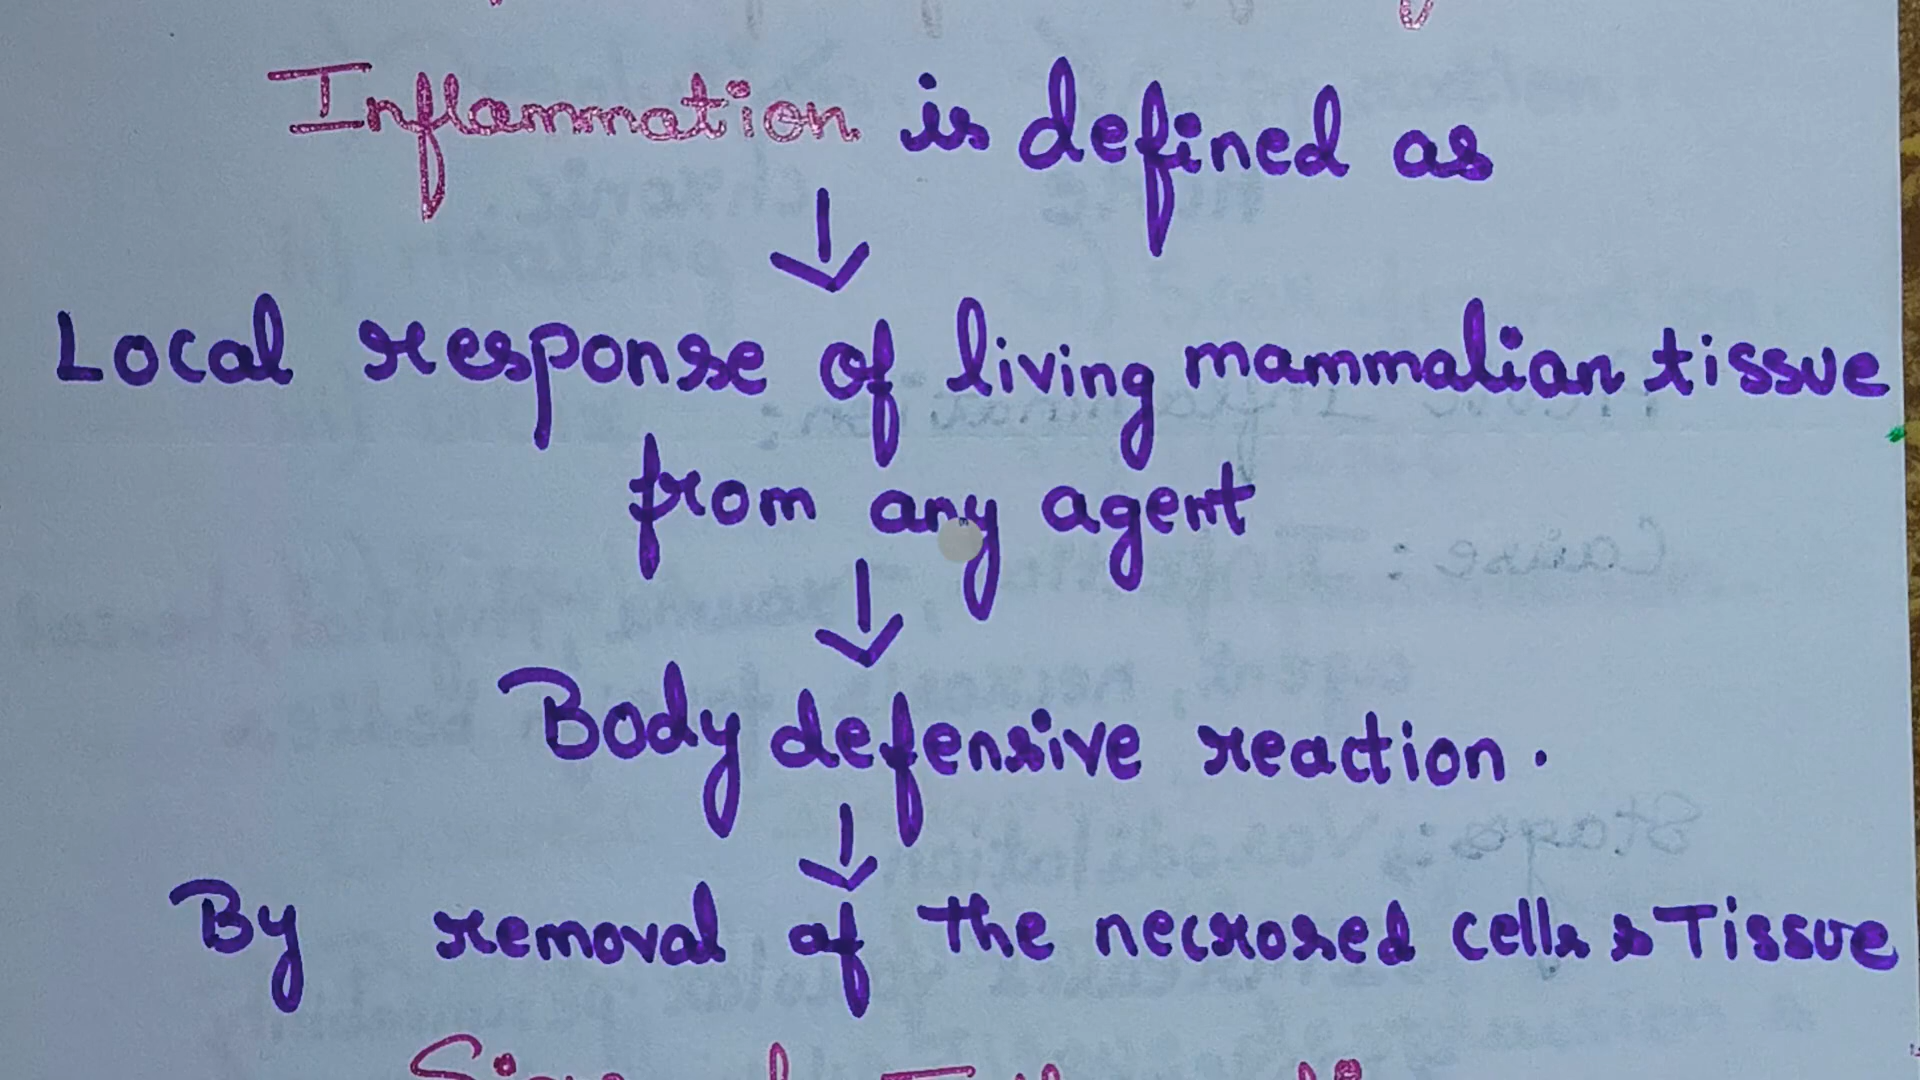 Inflammation is defined as
↓
Local response of living mammalian tissue
from any agent
↓
Body defensive reaction.
↓
By removal of the necrosed cells & Tissue